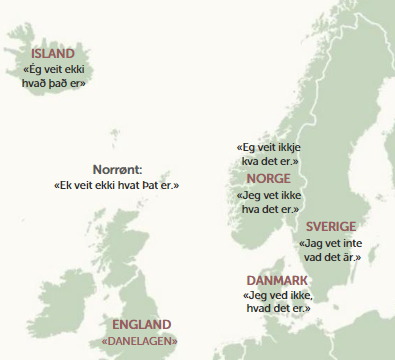 ISLAND
«Ég veit ekki
hvað það er»
Norrønt:
«Ek veit ekki hvat Þat er.»
«Eg veit ikkje
kva det er.»
NORGE
«Jeg vet ikke
hva det er.»
SVERIGE
«Jag vet inte
vad det är.»
DANMARK
«Jeg ved ikke,
hvad det er.»
ENGLAND
«DANELAGEN»